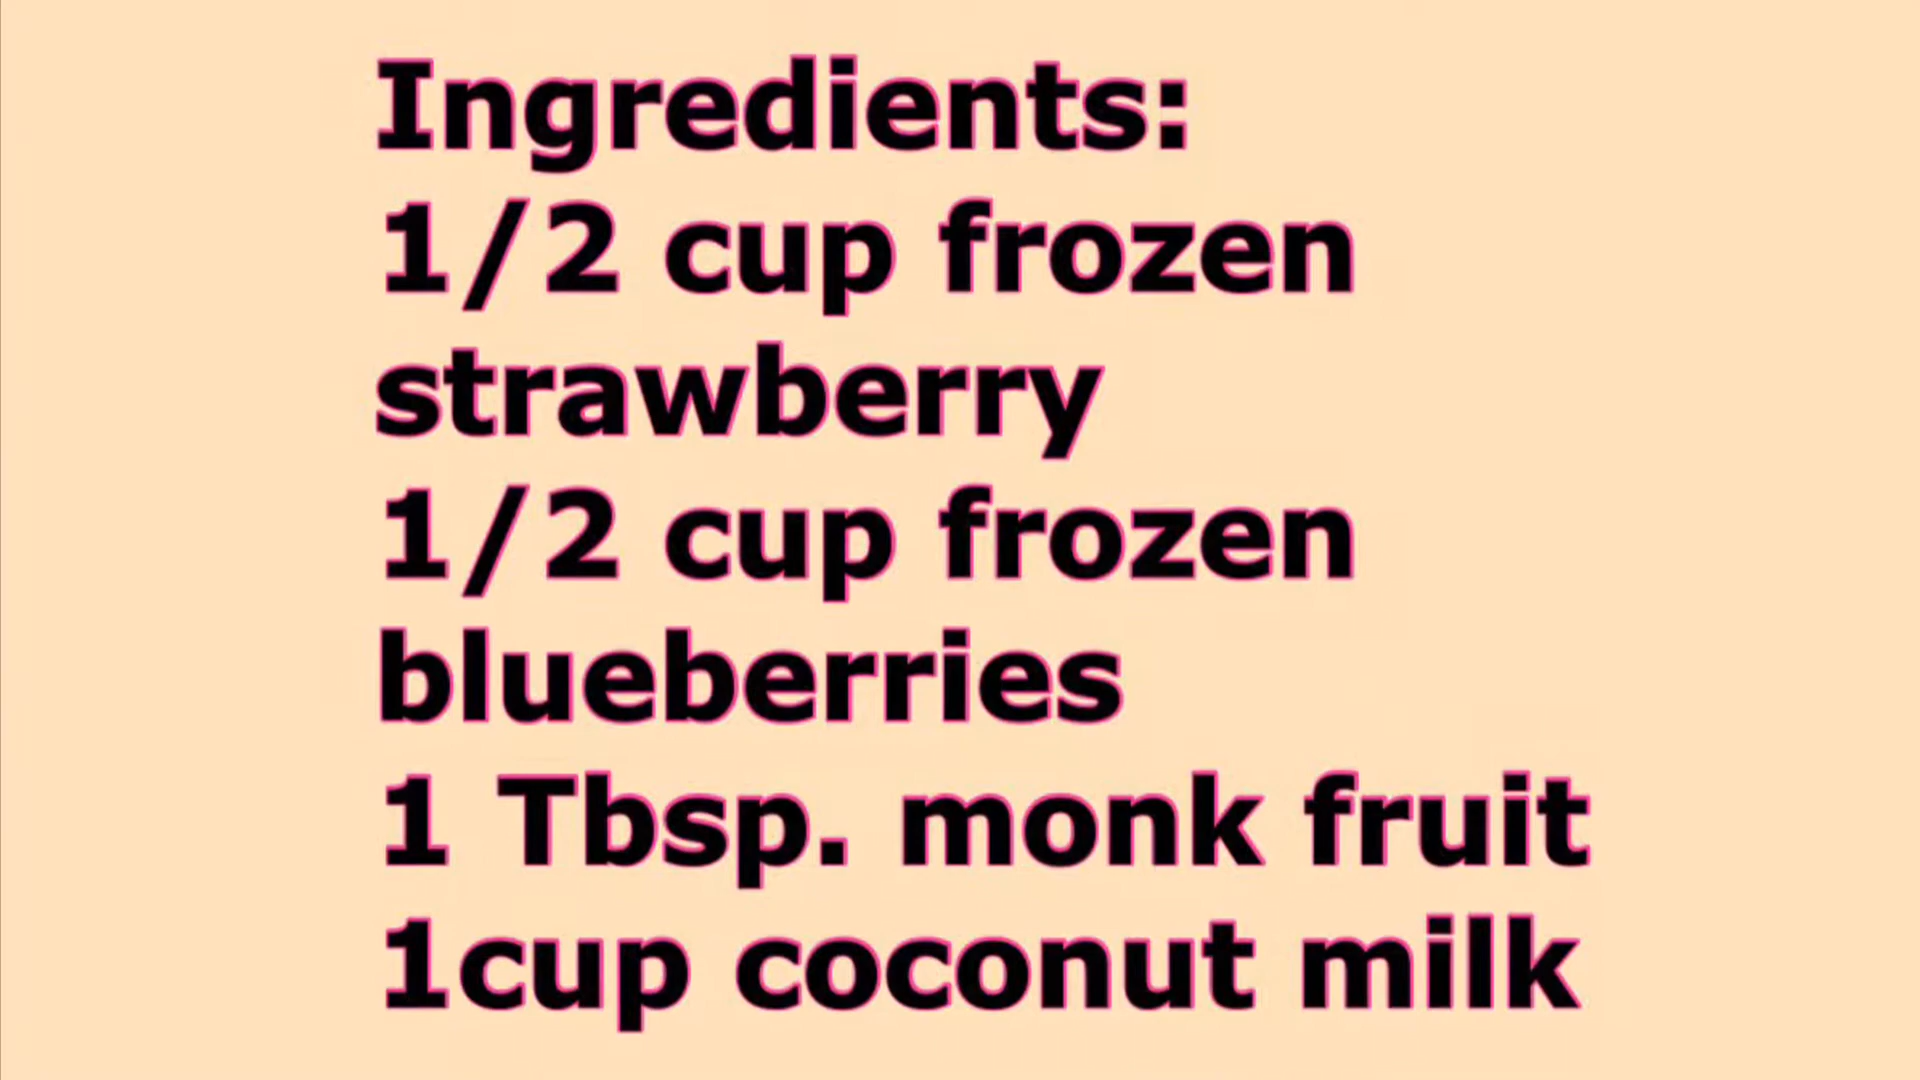 Ingredients:
1/2 cup frozen
strawberry
1/2 cup frozen
blueberries
1 Tbsp. monk fruit
1cup coconut milk